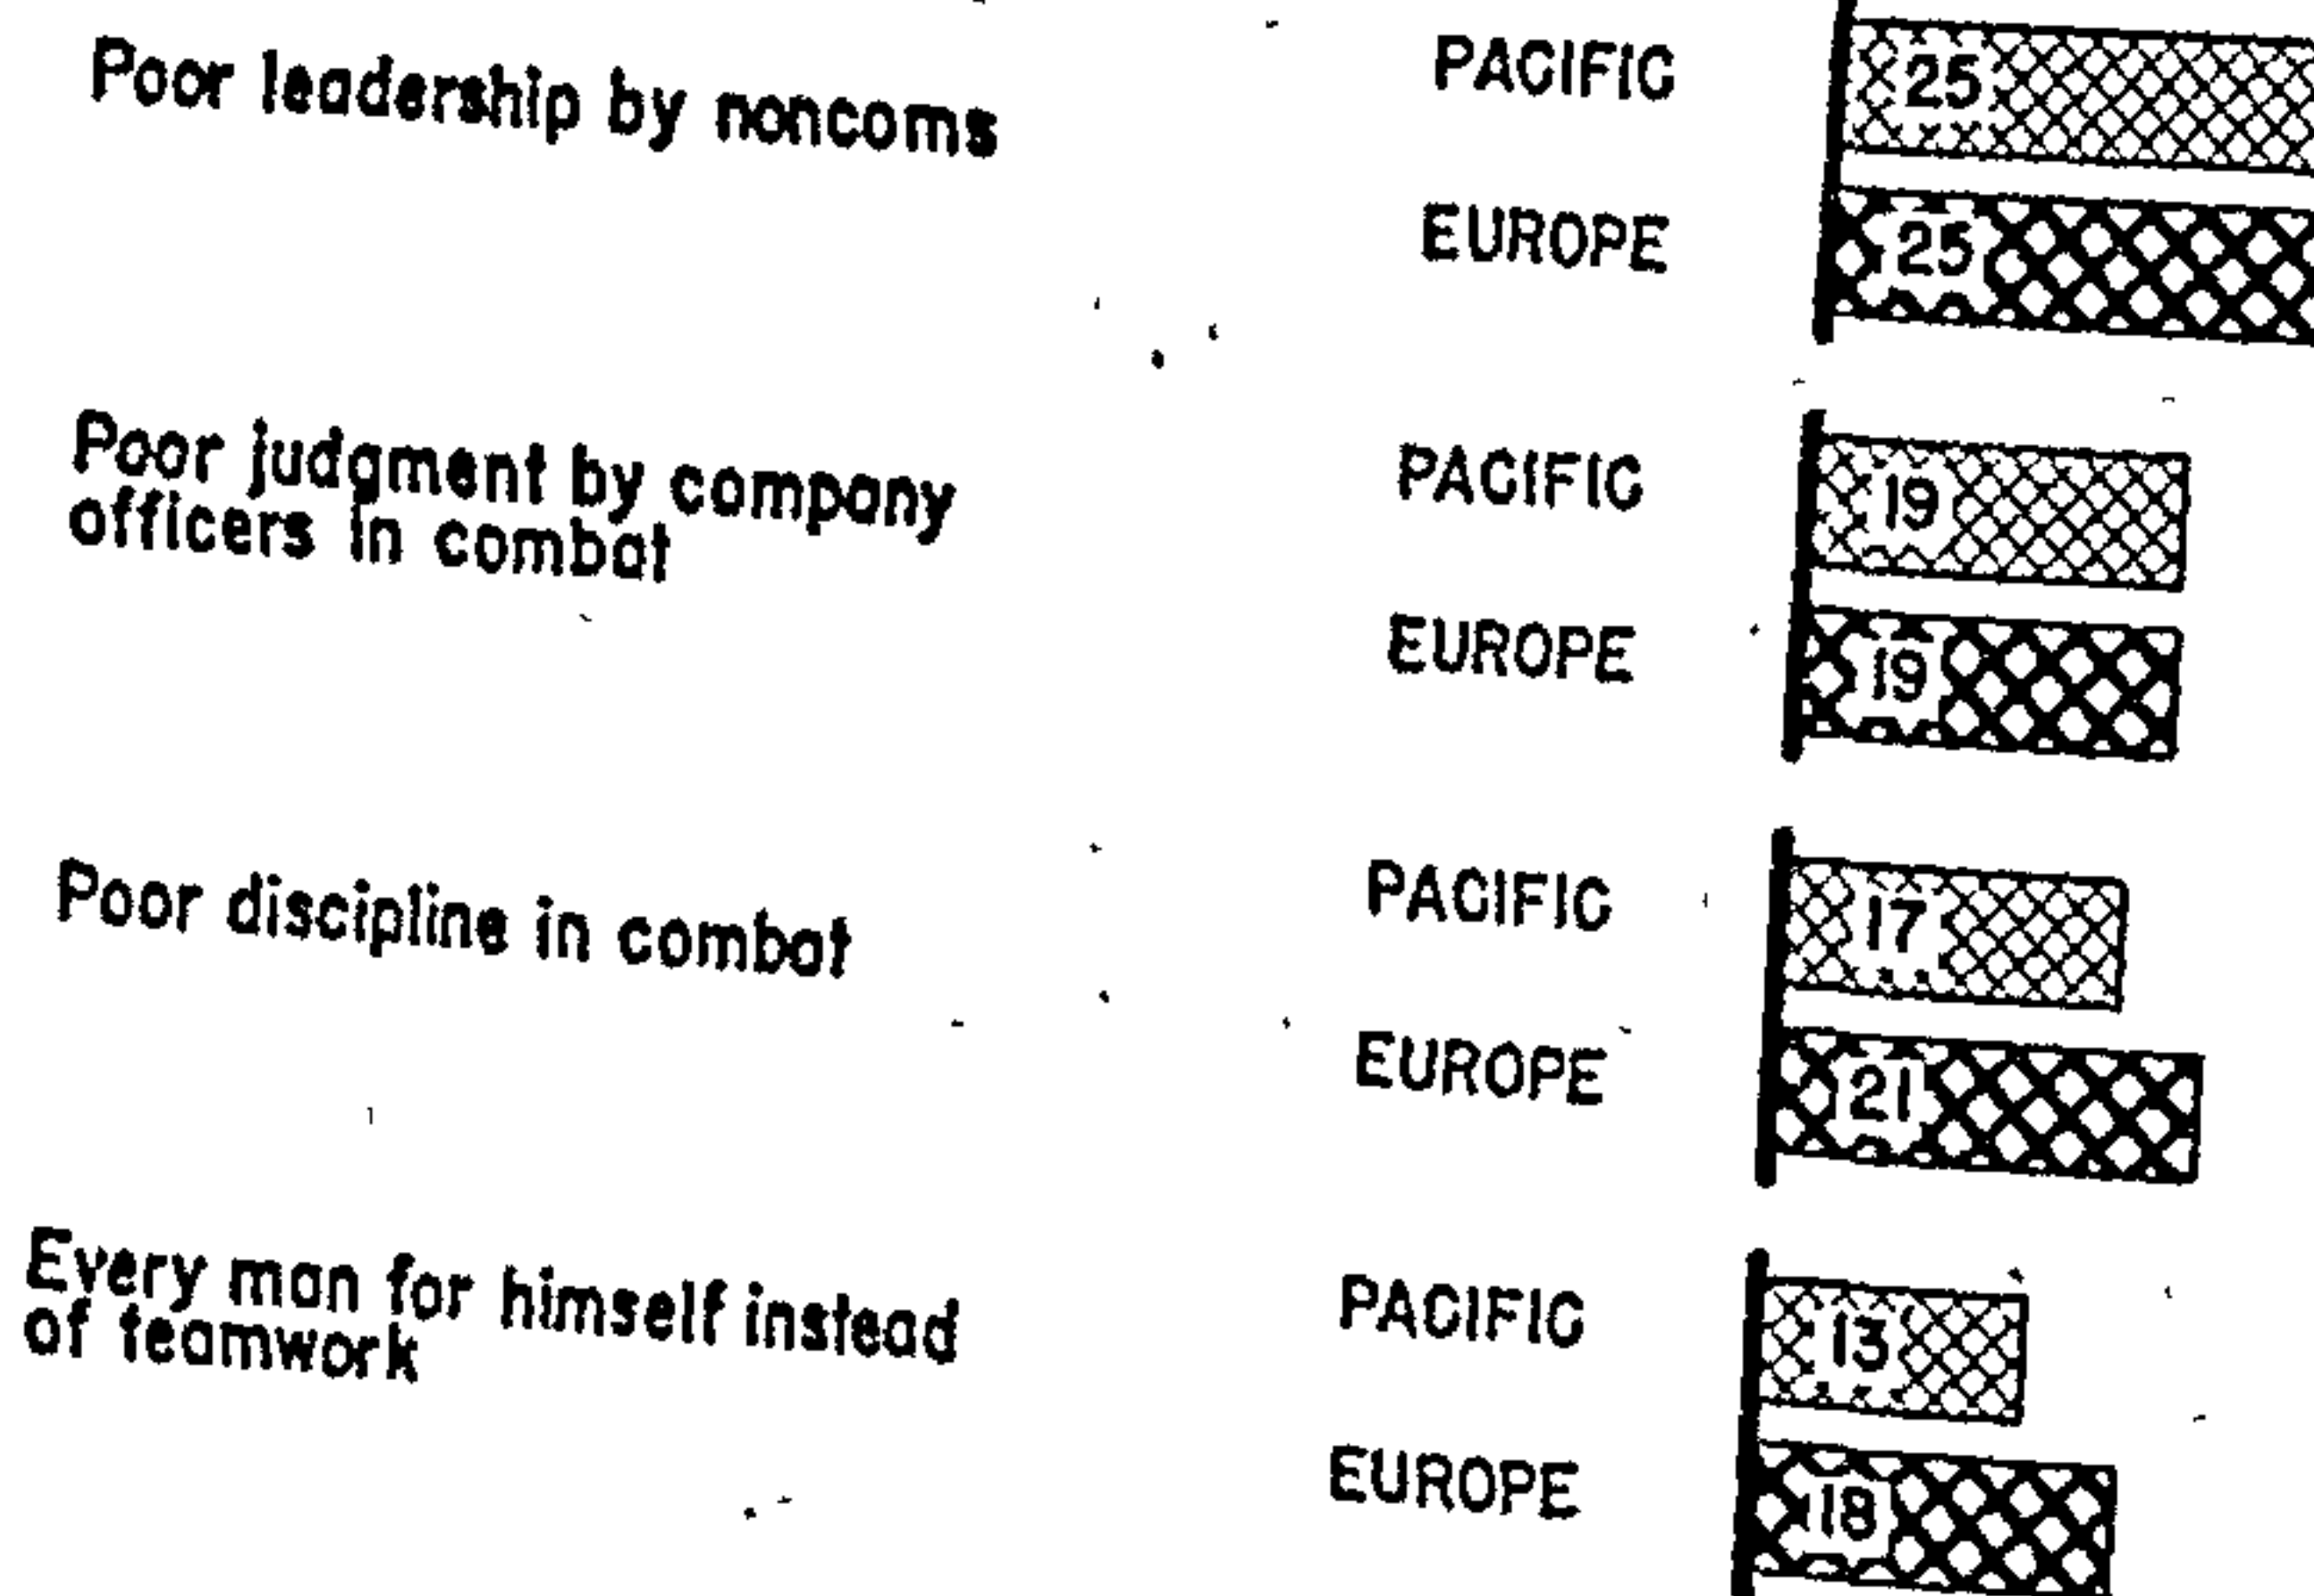 Poor leadership by noncoms PACIFIC 25
EUROPE 25
Poor judgment by company
officers in combat
PACIFIC 19
EUROPE 19
Poor discipline in combat PACIFIC 17
EUROPE 21
Every man for himself instead
of teamwork
PACIFIC 13
EUROPE 18